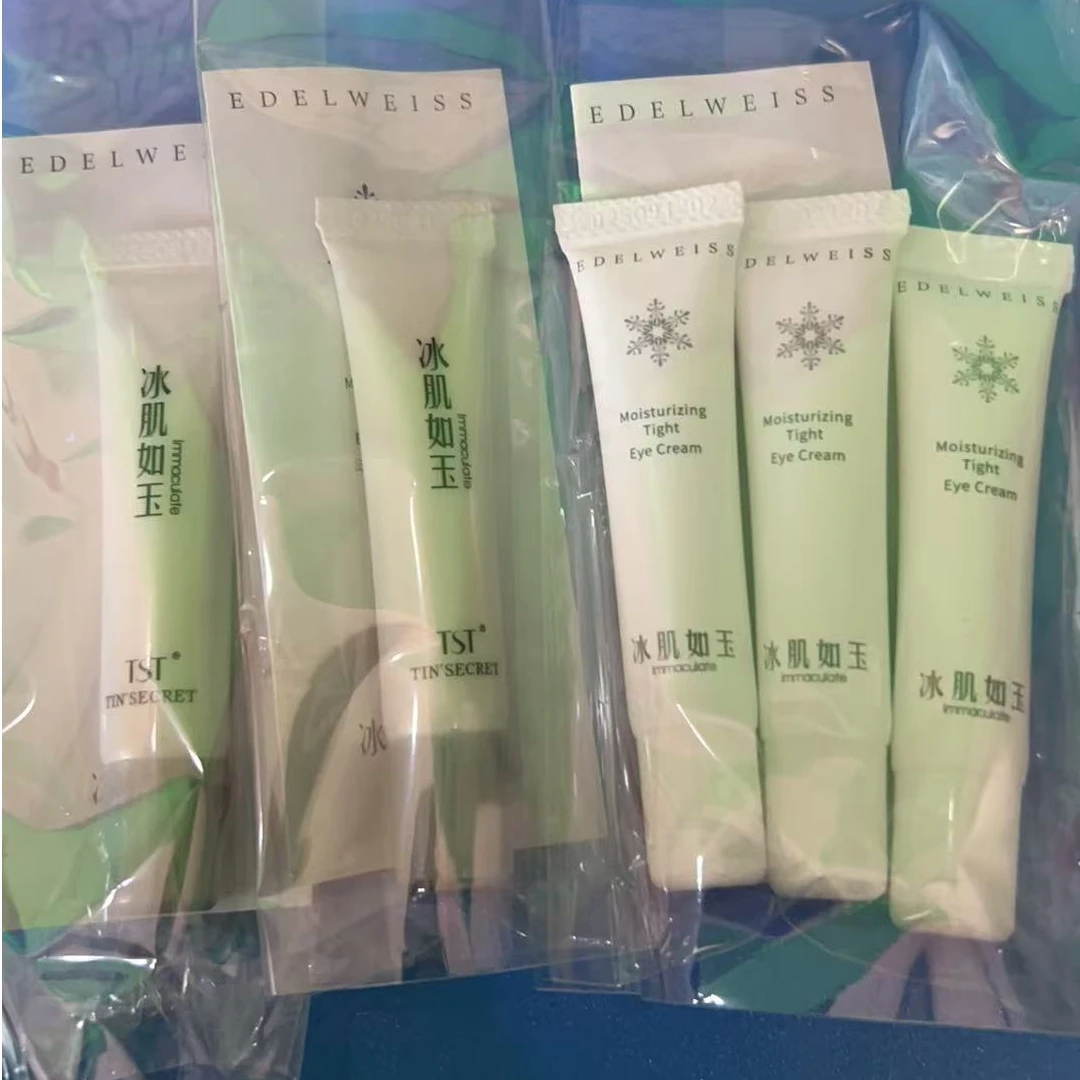 EDELWE
EDELWEISS
EDELWEISS
冰肌如玉
immaculate
TST®
TIN'SECRET
冰肌如玉
immaculate
TST®
TIN'SECRET
冰
EDELWEISS
Moisturizing
Tight
Eye Cream
冰肌如玉
immaculate
DELWEISS
Moisturizing
Tight
Eye Cream
冰肌如玉
immaculate
EDELWEISS
Moisturizing
Tight
Eye Cream
冰肌如玉
immaculate